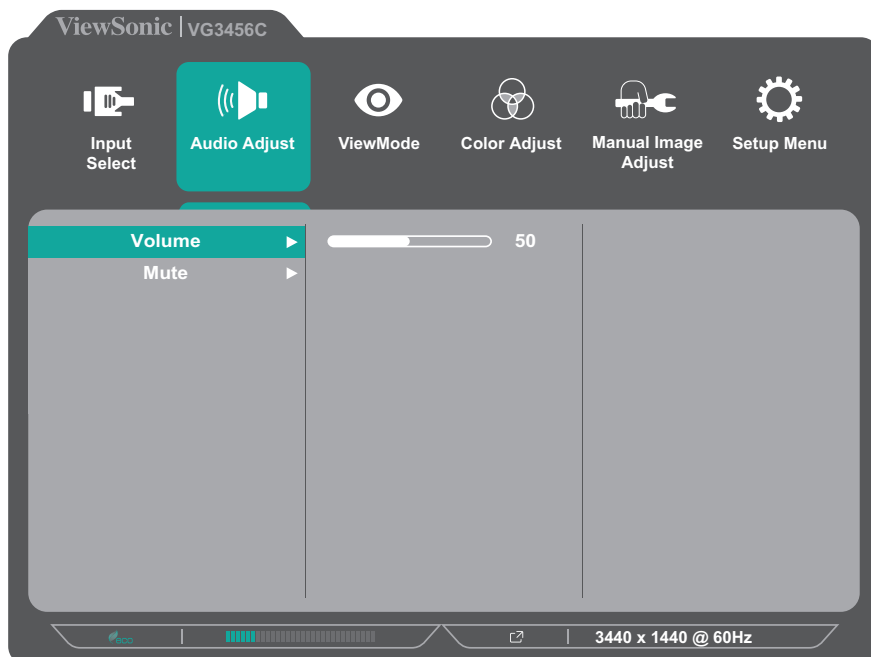 ViewSonic | VG3456C
Input Select
Audio Adjust
ViewMode
Color Adjust
Manual Image Adjust
Setup Menu
Volume
50
Mute
eco
3440 x 1440 @ 60Hz